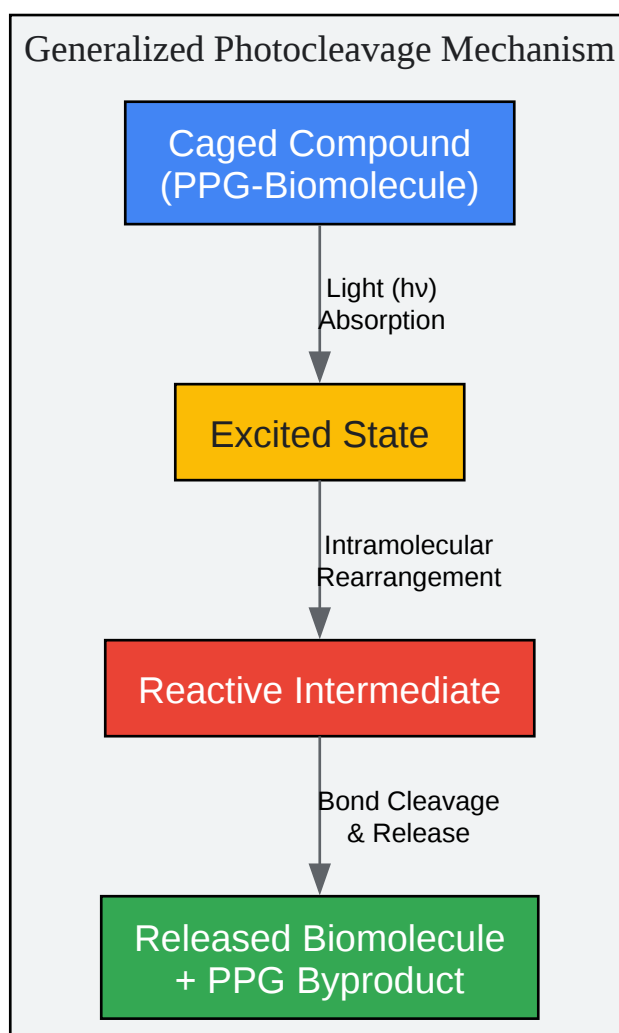 Generalized Photocleavage Mechanism
Caged Compound
(PPG-Biomolecule)
Light (hν)
Absorption
Excited State
Intramolecular
Rearrangement
Reactive Intermediate
Bond Cleavage
& Release
Released Biomolecule
+ PPG Byproduct